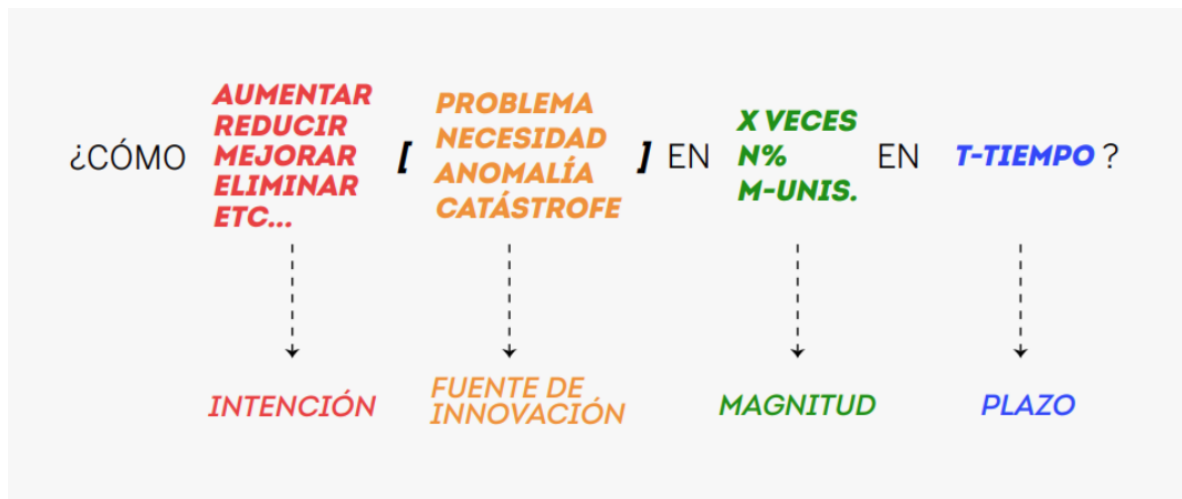 ¿CÓMO
AUMENTAR
REDUCIR
MEJORAR
ELIMINAR
ETC...
[
PROBLEMA
NECESIDAD
ANOMALÍA
CATÁSTROFE
] EN
X VECES
N%
M-UNIS.
EN
T-TIEMPO ?
INTENCIÓN
FUENTE DE
INNOVACIÓN
MAGNITUD
PLAZO